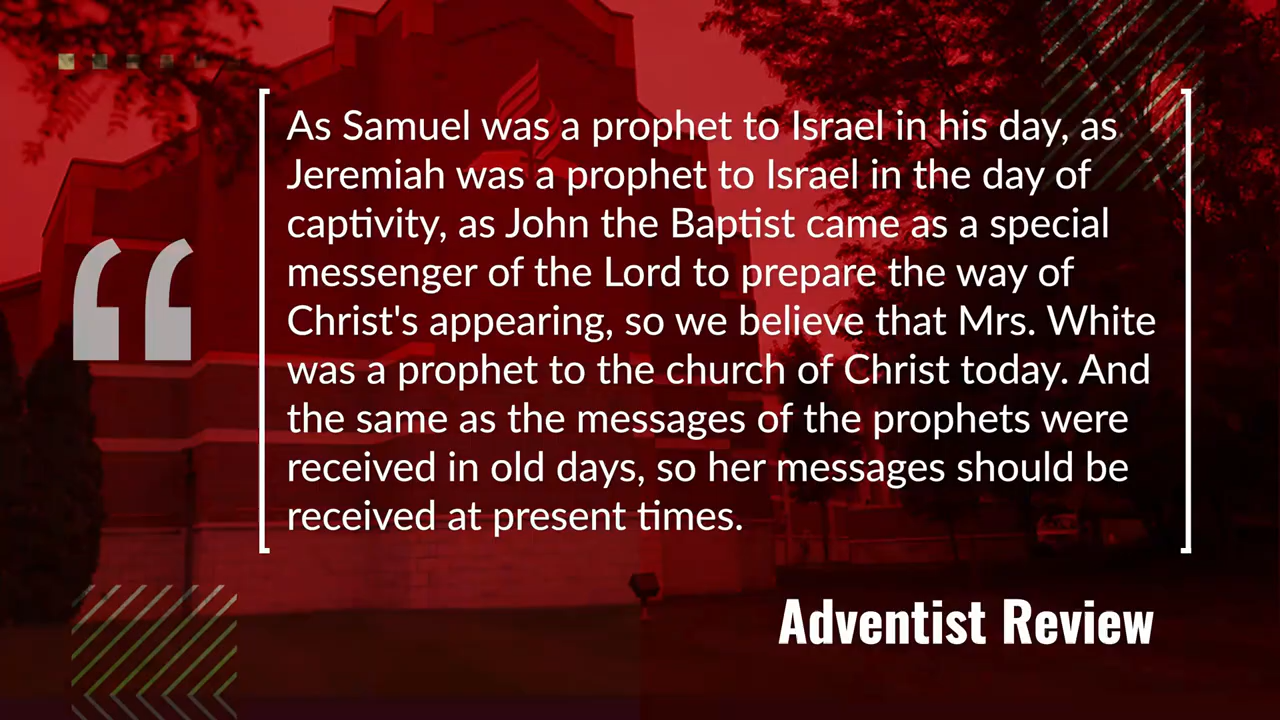 As Samuel was a prophet to Israel in his day, as
Jeremiah was a prophet to Israel in the day of
captivity, as John the Baptist came as a special
messenger of the Lord to prepare the way of
Christ's appearing, so we believe that Mrs. White
was a prophet to the church of Christ today. And
the same as the messages of the prophets were
received in old days, so her messages should be
received at present times.
Adventist Review